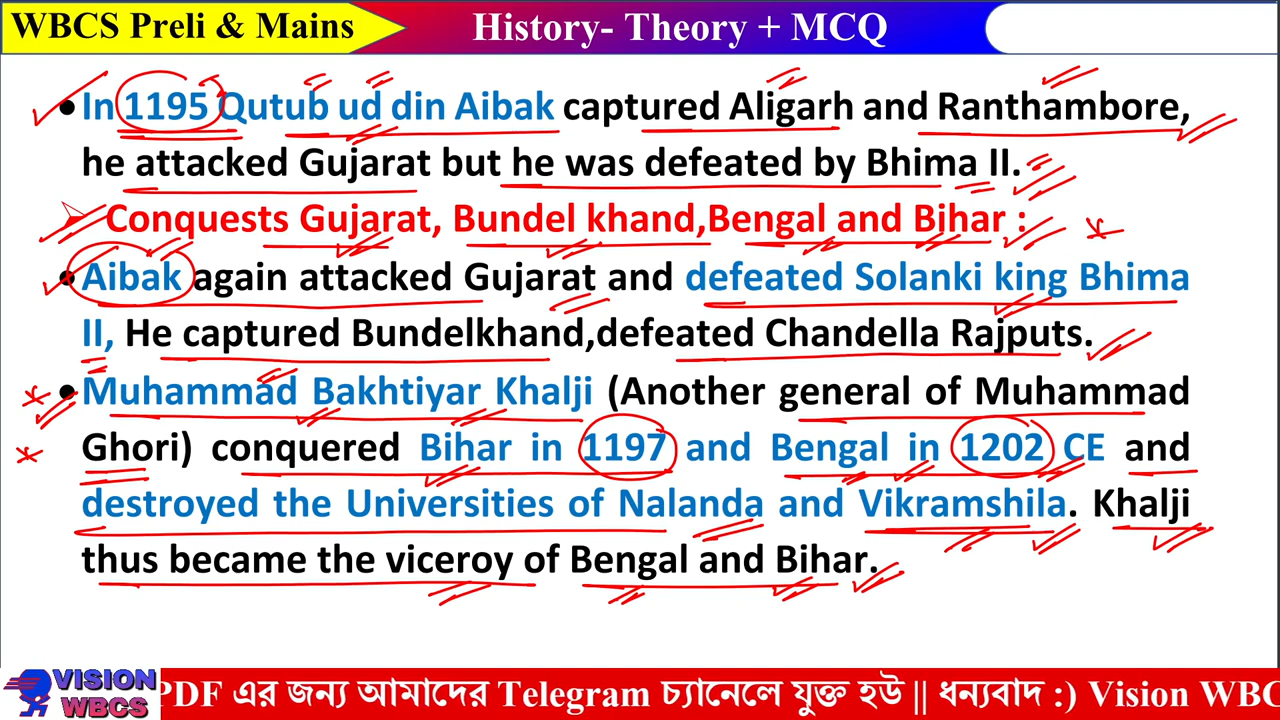 WBCS Preli & Mains
History- Theory + MCQ
• In 1195 Qutub ud din Aibak captured Aligarh and Ranthambore,
he attacked Gujarat but he was defeated by Bhima II.
➢ Conquests Gujarat, Bundel khand,Bengal and Bihar :
• Aibak again attacked Gujarat and defeated Solanki king Bhima
II, He captured Bundelkhand,defeated Chandella Rajputs.
• Muhammad Bakhtiyar Khalji (Another general of Muhammad
Ghori) conquered Bihar in 1197 and Bengal in 1202 CE and
destroyed the Universities of Nalanda and Vikramshila. Khalji
thus became the viceroy of Bengal and Bihar.
VISION
WBCS
PDF এর জন্য আমাদের Telegram চ্যানেলে যুক্ত হউ || ধন্যবাদ :) Vision WBC